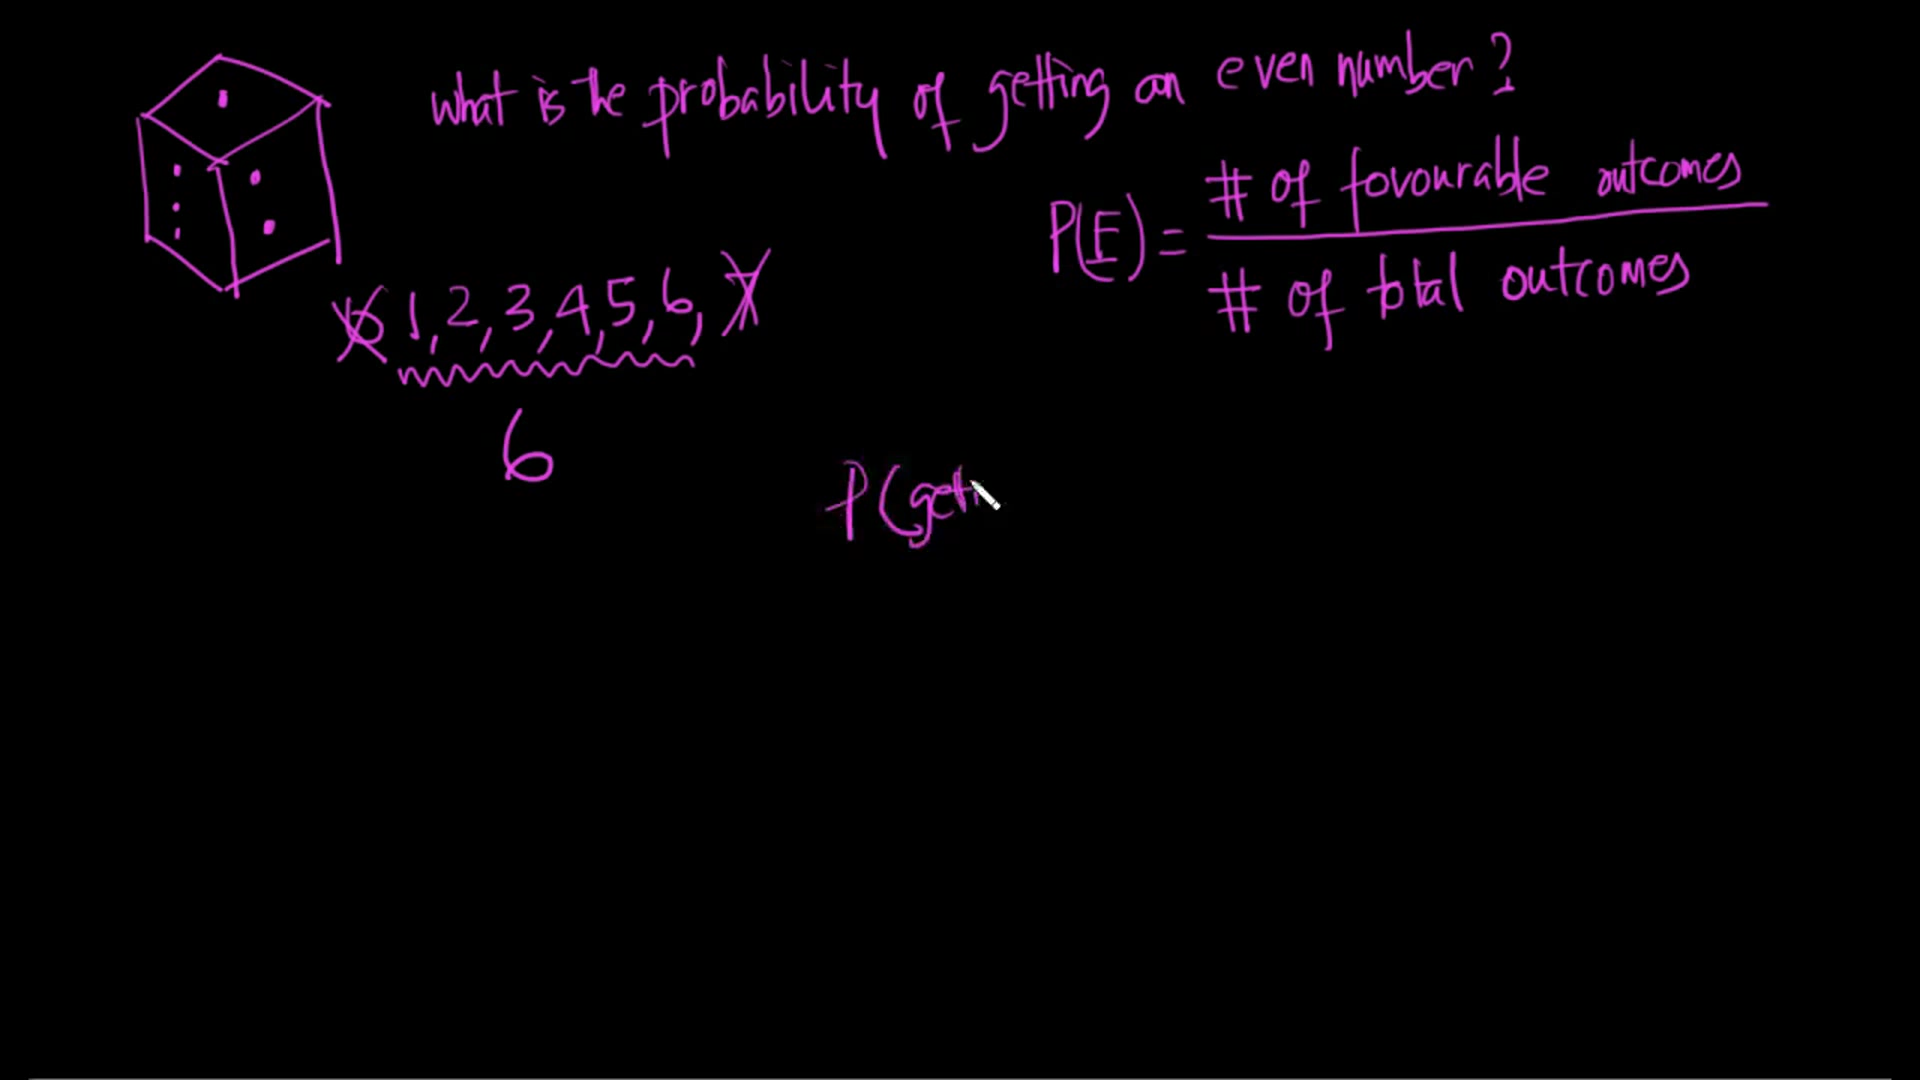 what is the probability of getting an even number?
P(E) = # of favourable outcomes
# of total outcomes
1, 2, 3, 4, 5, 6, 7
6
P(get